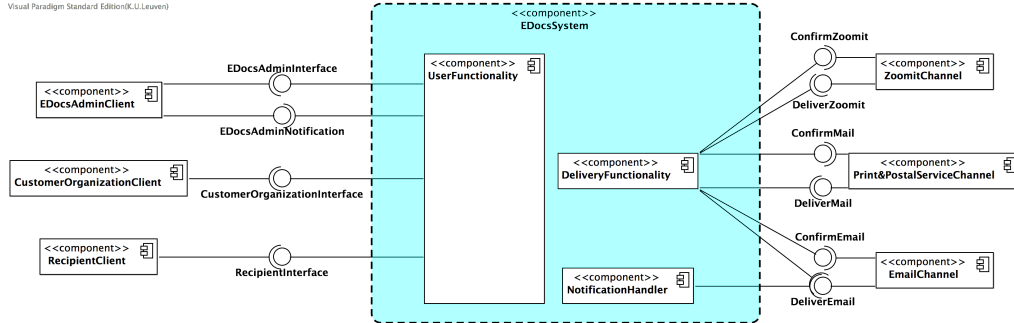 Visual Paradigm Standard Edition(K.U.Leuven)
<<component>>
EDocsSystem
<<component>>
UserFunctionality
<<component>>
EDocsAdminClient
EDocsAdminInterface
EDocsAdminNotification
<<component>>
CustomerOrganizationClient
CustomerOrganizationInterface
<<component>>
RecipientClient
RecipientInterface
<<component>>
DeliveryFunctionality
<<component>>
NotificationHandler
ConfirmZoomit
<<component>>
ZoomitChannel
DeliverZoomit
ConfirmMail
<<component>>
Print&PostalServiceChannel
DeliverMail
ConfirmEmail
<<component>>
EmailChannel
DeliverEmail